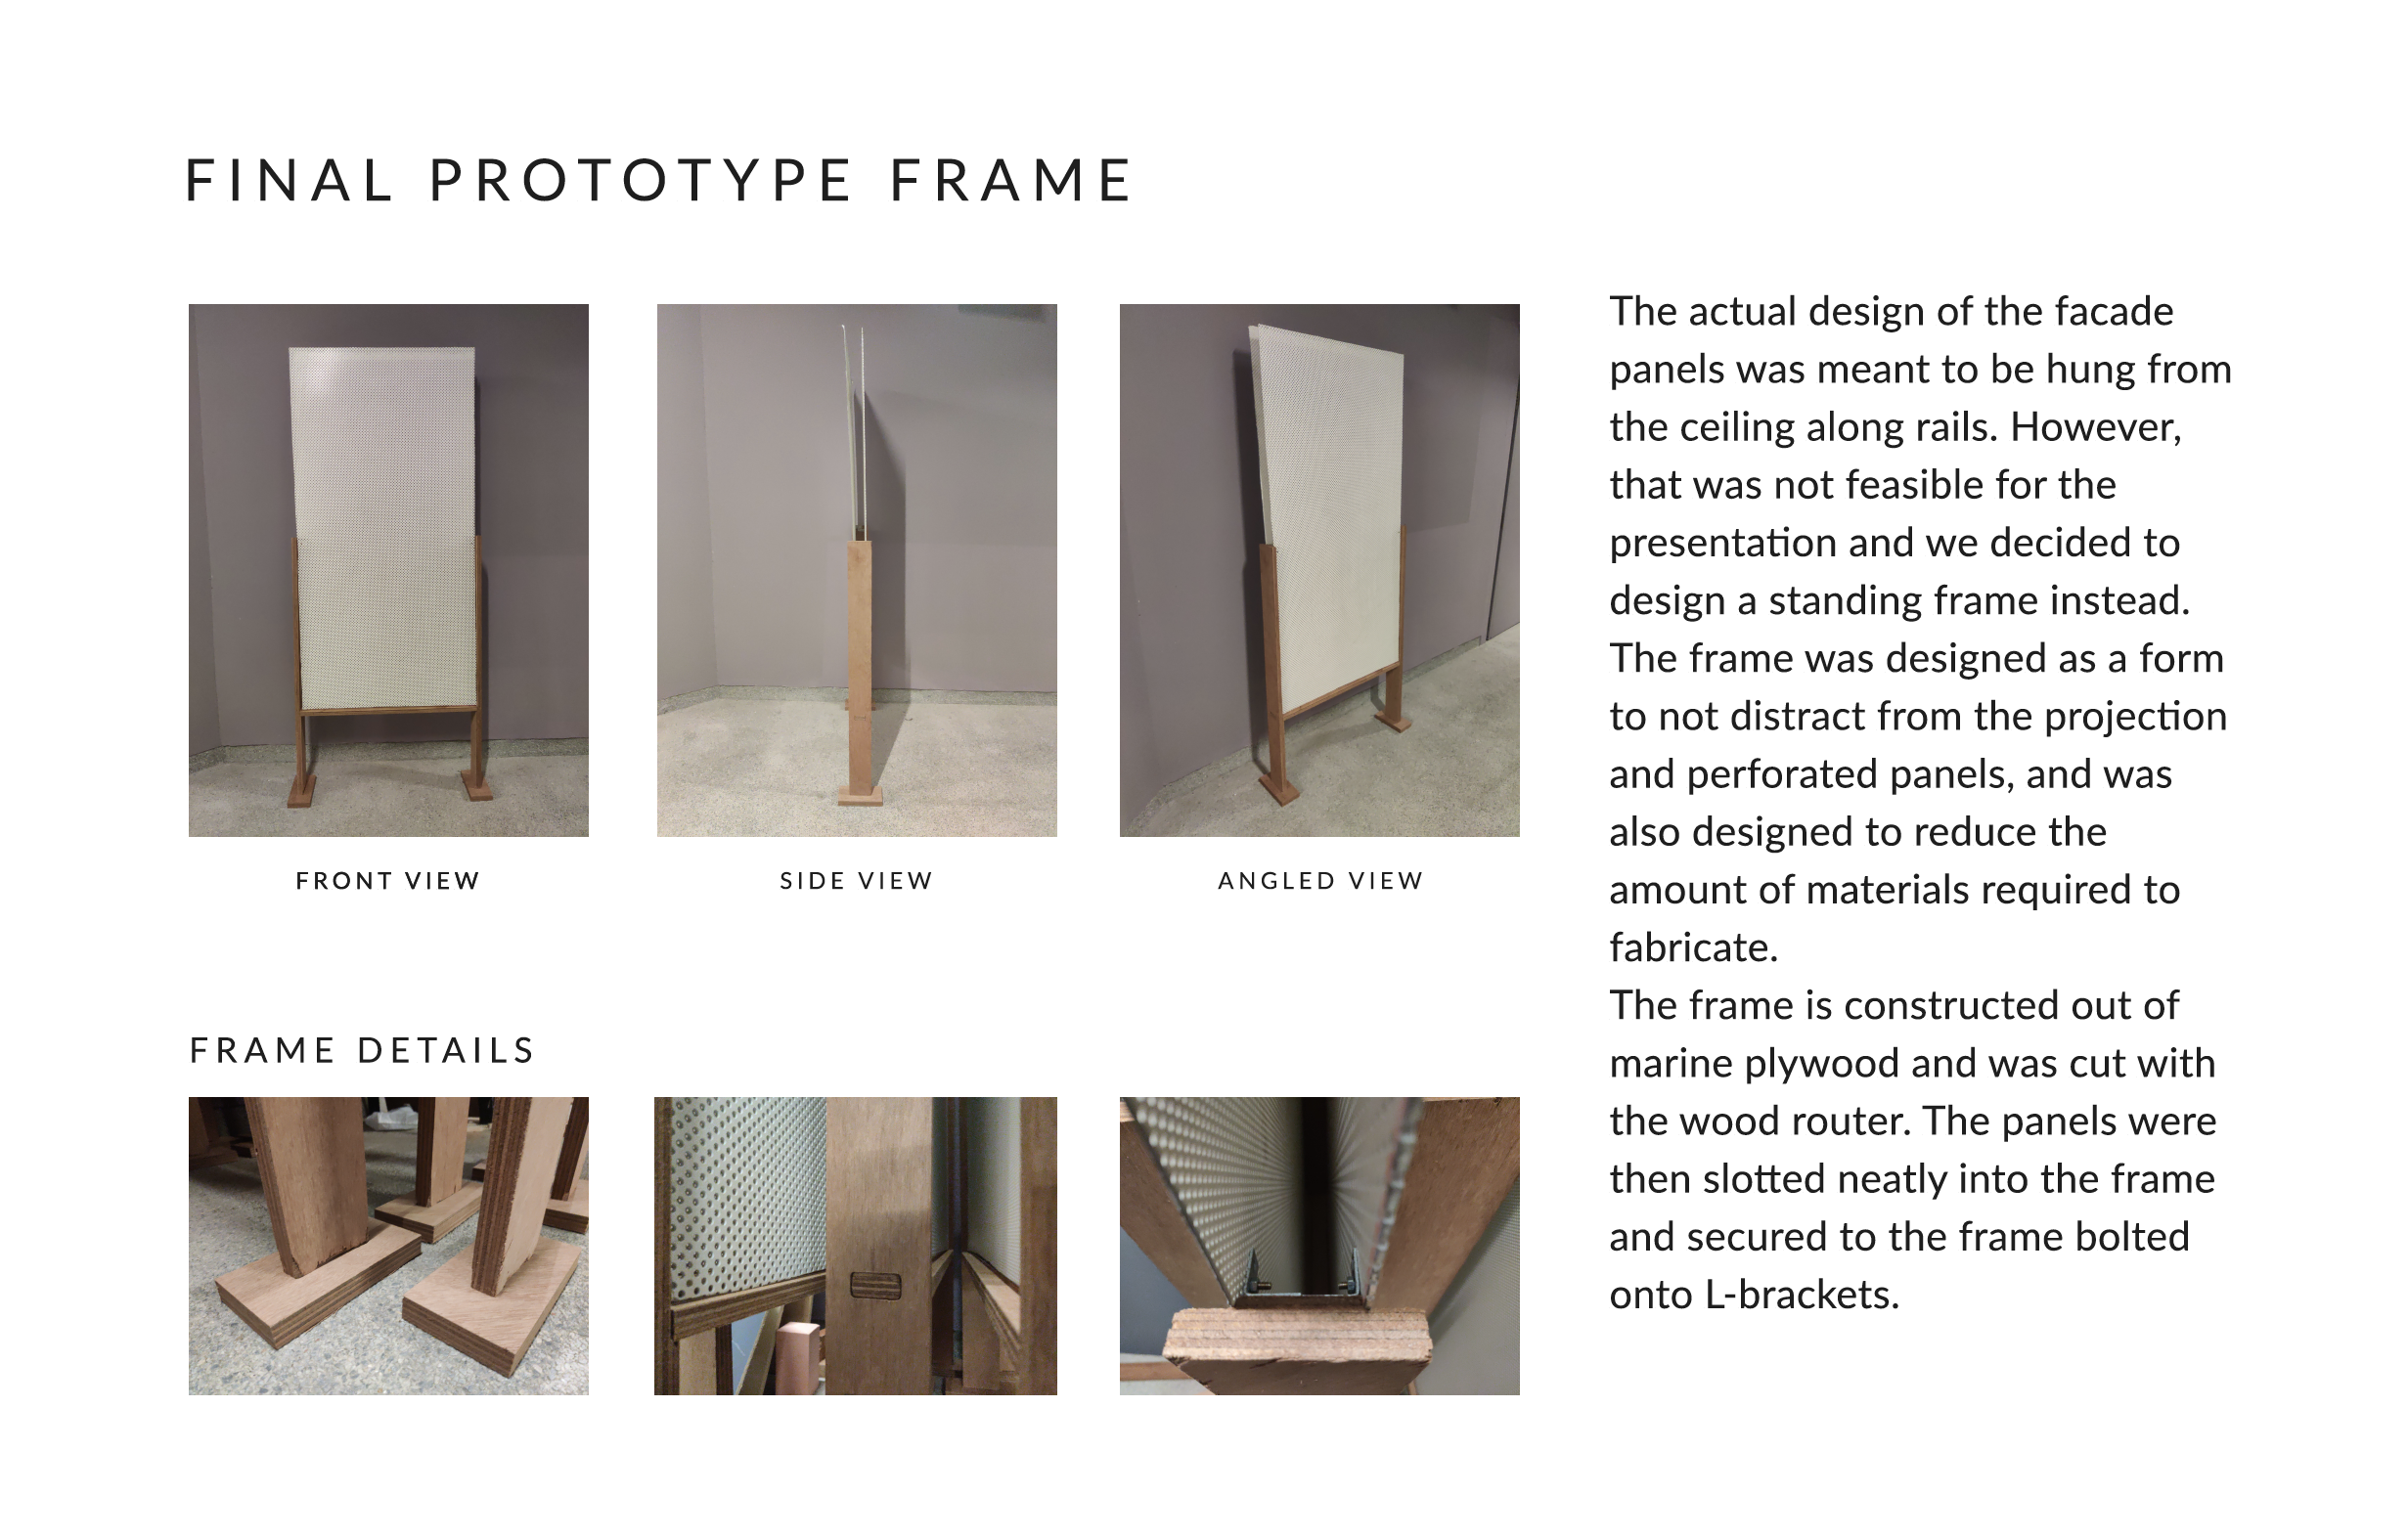 FINAL PROTOTYPE FRAME
FRONT VIEW
SIDE VIEW
ANGLED VIEW
FRAME DETAILS
The actual design of the facade
panels was meant to be hung from
the ceiling along rails. However,
that was not feasible for the
presentation and we decided to
design a standing frame instead.
The frame was designed as a form
to not distract from the projection
and perforated panels, and was
also designed to reduce the
amount of materials required to
fabricate.
The frame is constructed out of
marine plywood and was cut with
the wood router. The panels were
then slotted neatly into the frame
and secured to the frame bolted
onto L-brackets.